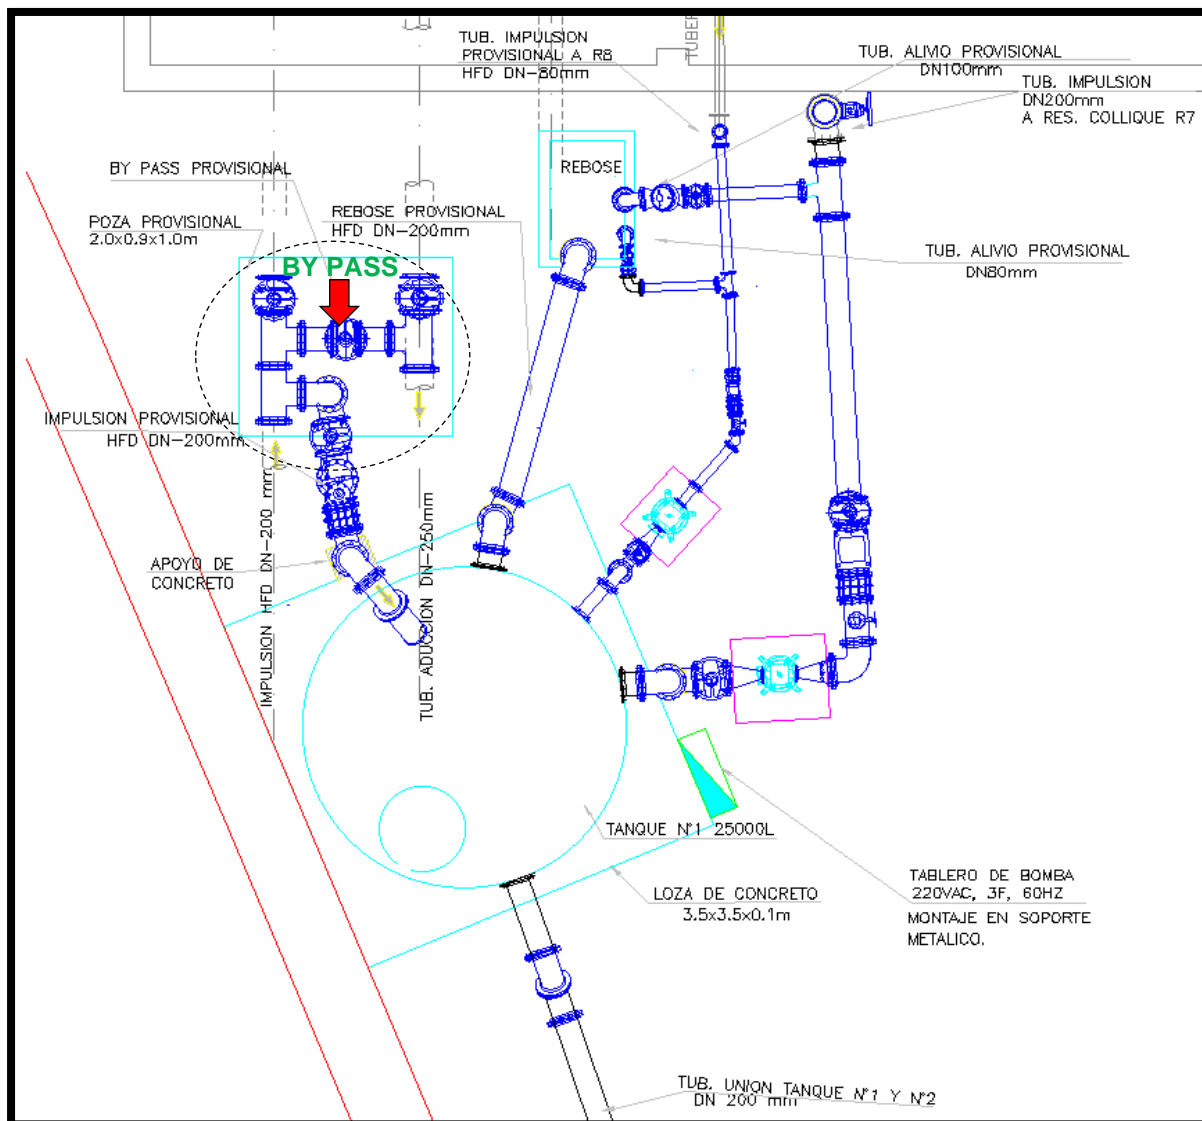 TUB. IMPULSION
PROVISIONAL A R8
HFD DN-80mm
TUBER
TUB. ALIVIO PROVISIONAL
DN100mm
TUB. IMPULSION
DN200mm
A RES. COLLIQUE R7
BY PASS PROVISIONAL
REBOSE
POZA PROVISIONAL
2.0x0.9x1.0m
REBOSE PROVISIONAL
HFD DN-200mm
TUB. ALIVIO PROVISIONAL
DN80mm
BY PASS
IMPULSION PROVISIONAL
HFD DN-200mm
IMPULSION HFD DN-200 mm
TUB. ADUCCION DN-250mm
APOYO DE
CONCRETO
TANQUE N°1 25000L
LOZA DE CONCRETO
3.5x3.5x0.1m
TABLERO DE BOMBA
220VAC, 3F, 60HZ
MONTAJE EN SOPORTE
METALICO.
TUB. UNION TANQUE N°1 Y N°2
DN 200 mm